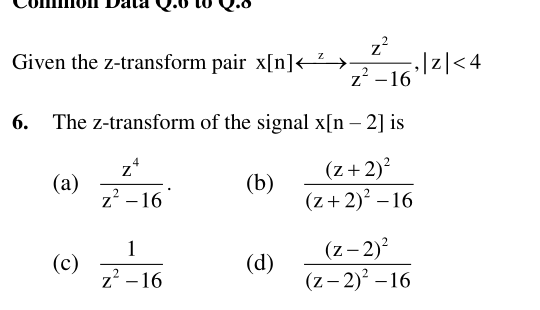 Common Data Q.6 to Q.8
Given the z-transform pair x[n] ←z→ z²/(z² – 16), |z| < 4
6. The z-transform of the signal x[n – 2] is
(a) z⁴/(z² – 16) . (b) (z + 2)²/((z + 2)² – 16)
(c) 1/(z² – 16) (d) (z – 2)²/((z – 2)² – 16)